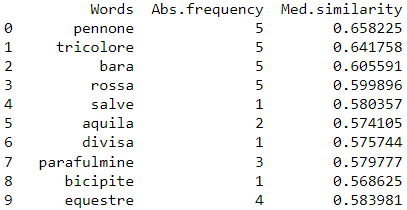 Words Abs.frequency Med.similarity
0 pennone 5 0.658225
1 tricolore 5 0.641758
2 bara 5 0.605591
3 rossa 5 0.599896
4 salve 1 0.580357
5 aquila 2 0.574105
6 divisa 1 0.575744
7 parafulmine 3 0.579777
8 bicipite 1 0.568625
9 equestre 4 0.583981